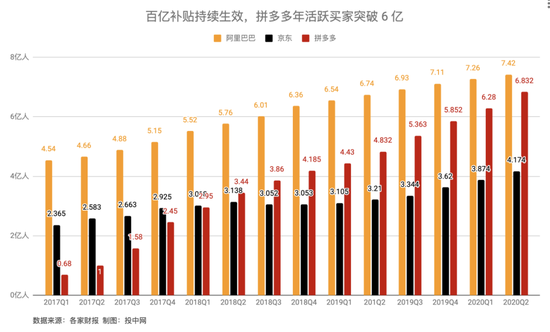 百亿补贴持续生效，拼多多年活跃买家突破 6 亿
阿里巴巴 京东 拼多多
8亿人
6亿人
4亿人
2亿人
0亿人
4.54 2.365 0.68
4.66 2.583 1
4.88 2.663 1.58
5.15 2.925 2.45
5.52 2.95
5.76 3.138 3.44
6.01 3.052 3.86
6.36 3.053 4.185
6.54 3.105 4.43
6.74 3.21 4.832
6.93 3.344 5.363
7.11 3.62 5.852
7.26 3.874 6.28
7.42 4.174 6.832
2017Q1 2017Q2 2017Q3 2017Q4 2018Q1 2018Q2 2018Q3 2018Q4 2019Q1 201Q2 2019Q3 2019Q4 2020Q1 2020Q2
数据来源：各家财报 制图：投中网